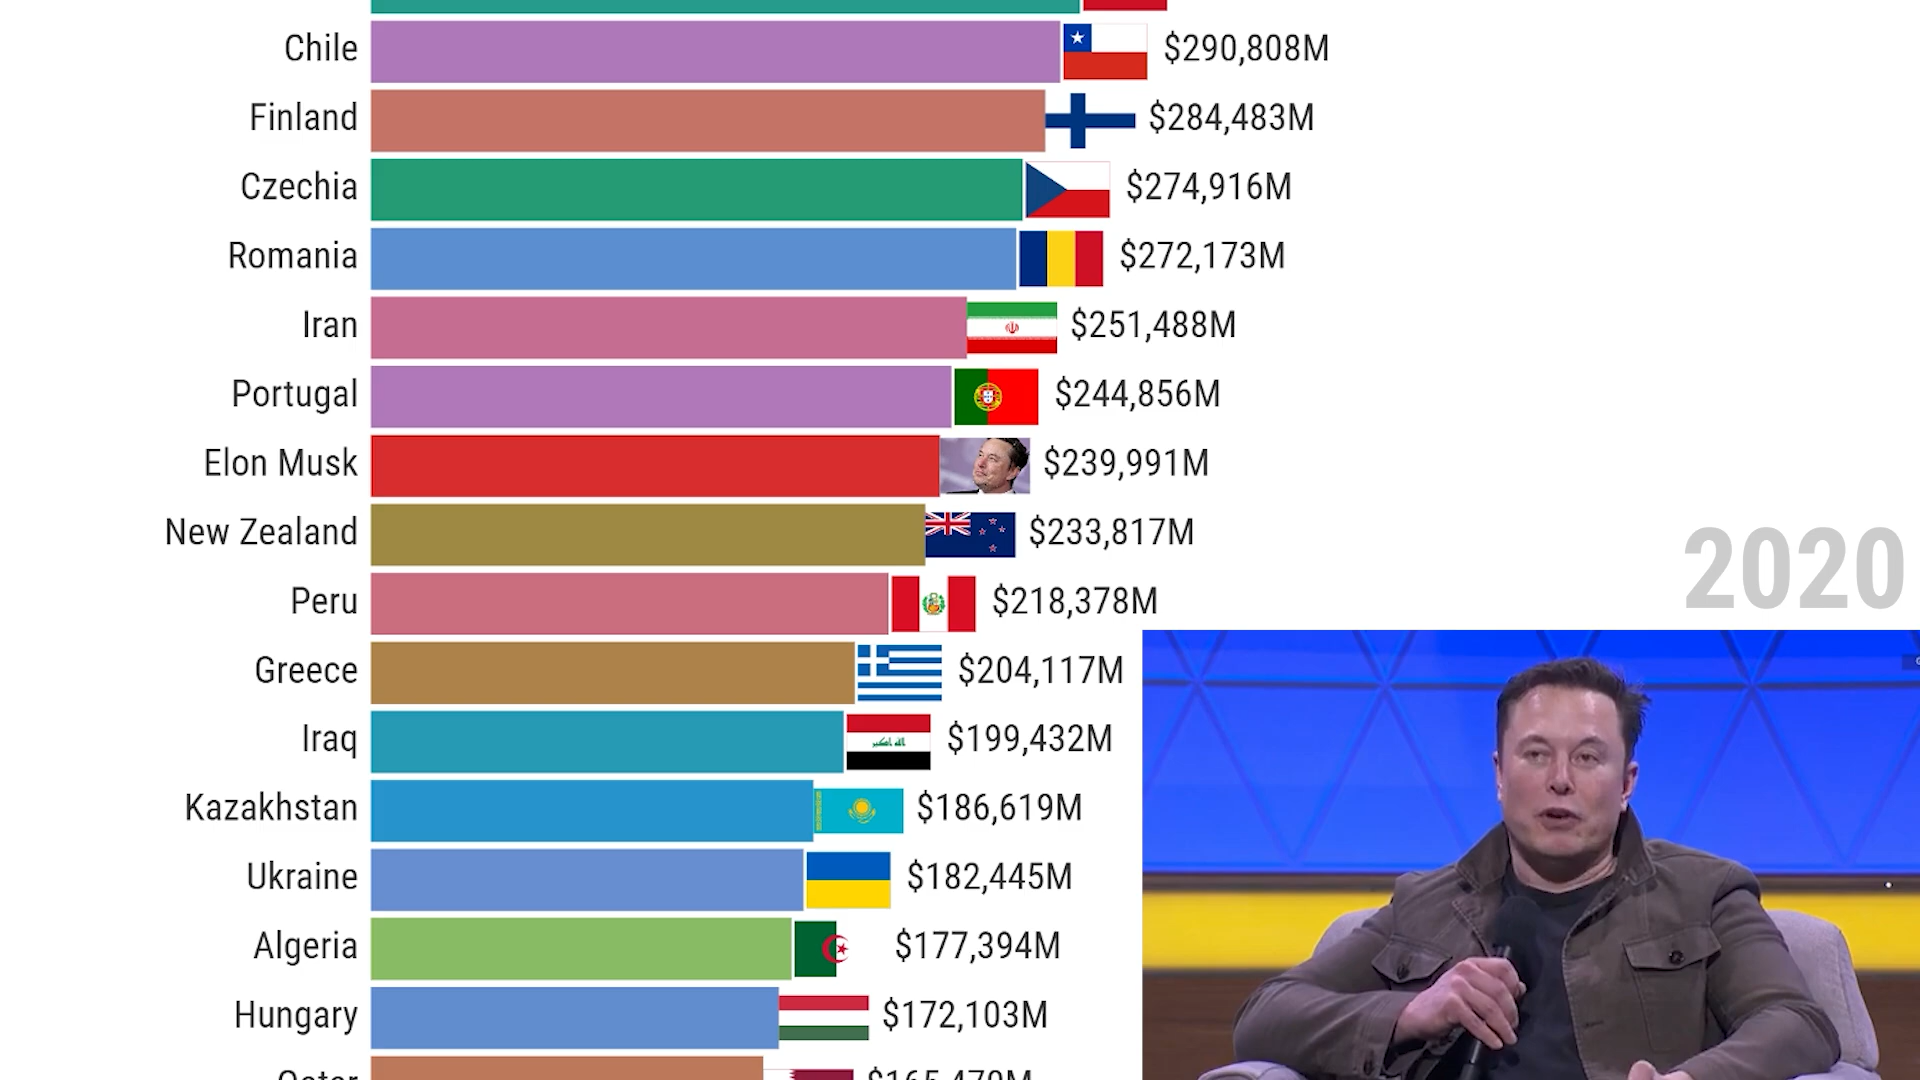 Chile $290,808M
Finland $284,483M
Czechia $274,916M
Romania $272,173M
Iran $251,488M
Portugal $244,856M
Elon Musk $239,991M
New Zealand $233,817M
2020
Peru $218,378M
Greece $204,117M
Iraq $199,432M
Kazakhstan $186,619M
Ukraine $182,445M
Algeria $177,394M
Hungary $172,103M